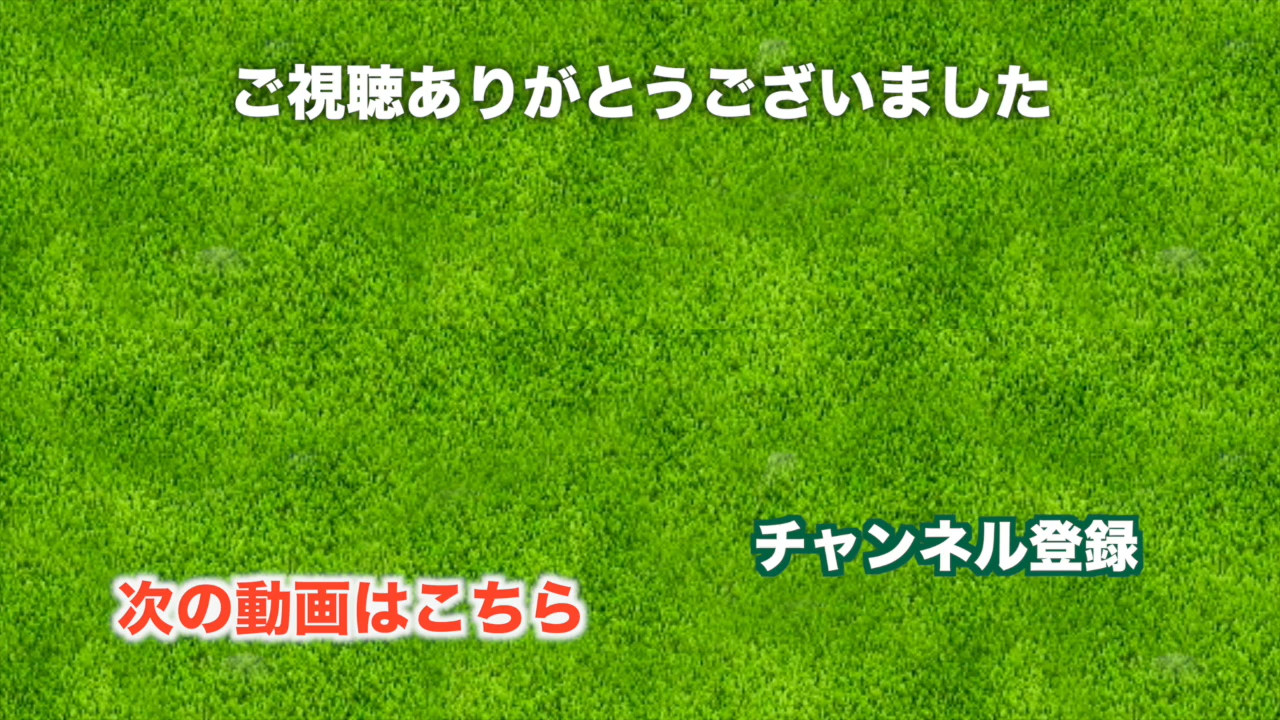 ご視聴ありがとうございました
チャンネル登録
次の動画はこちら